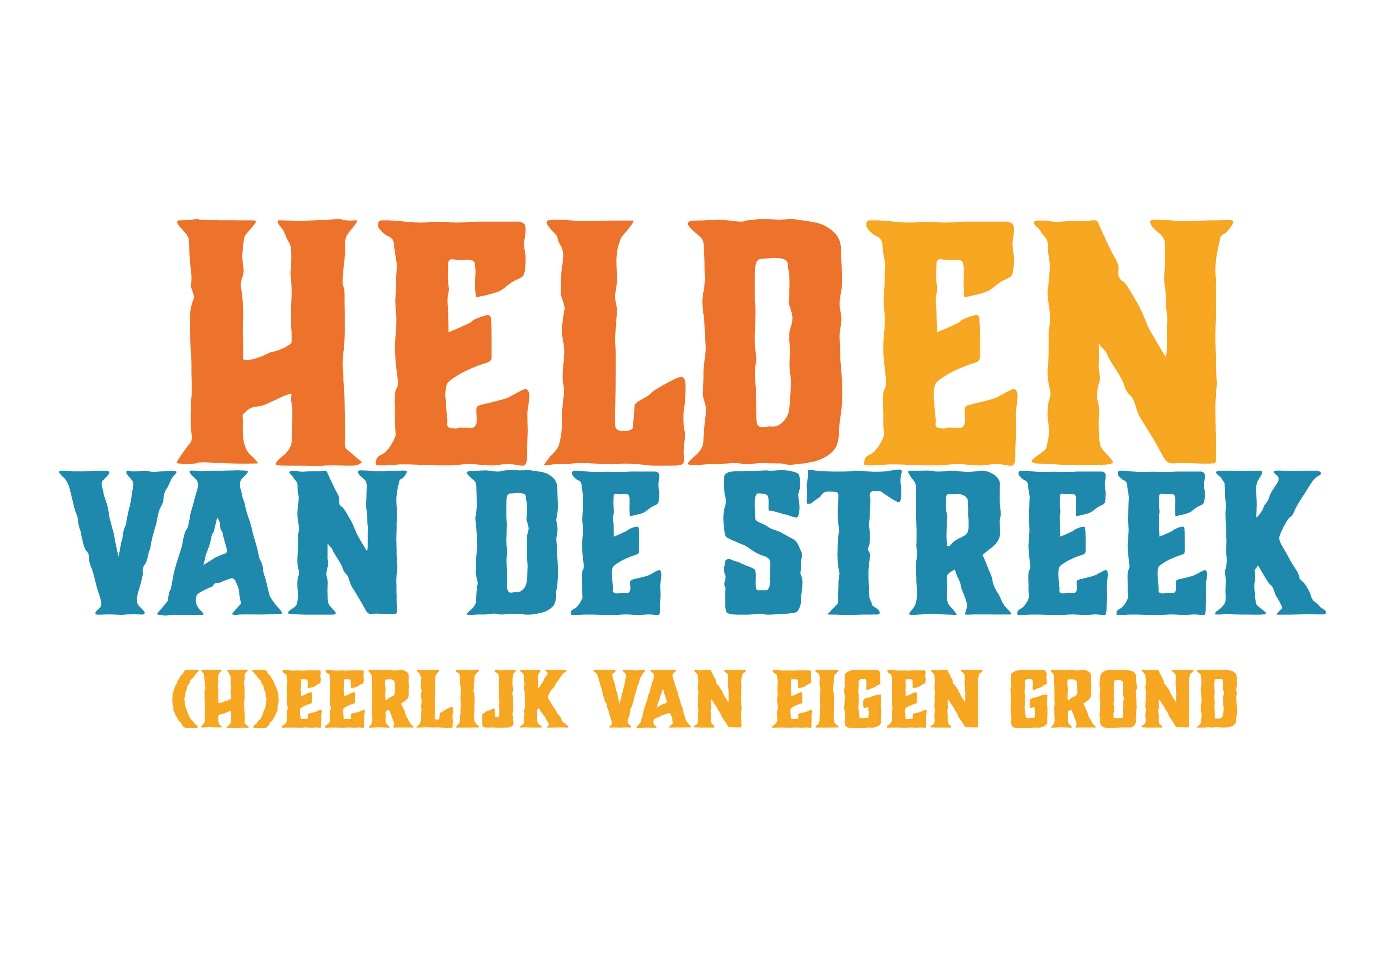 HELDEN
VAN DE STREEK
(H)EERLIJK VAN EIGEN GROND